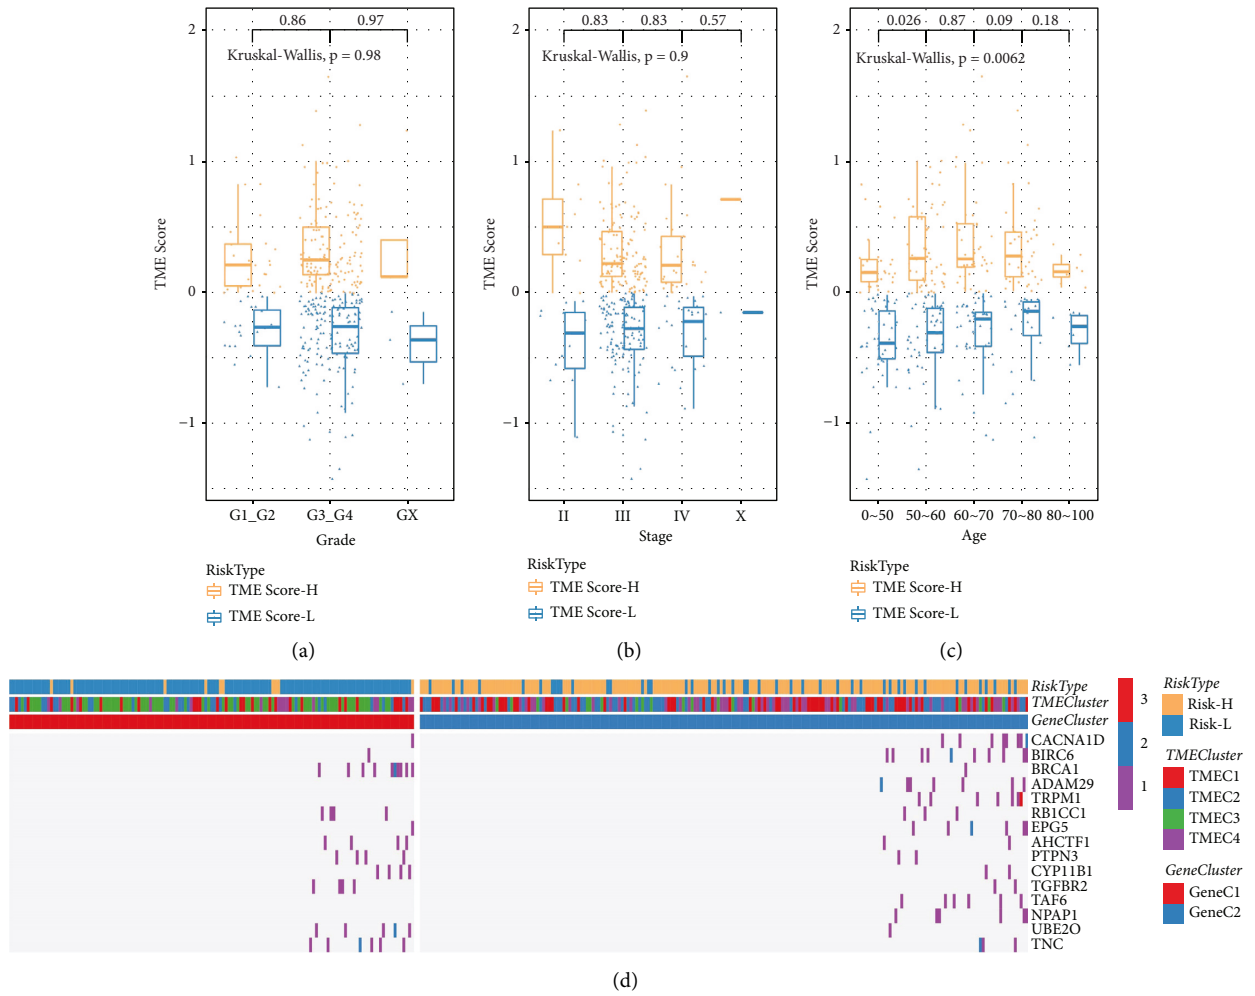 0.86 0.97
Kruskal-Wallis, p = 0.98
2
1
0
−1
TME Score
G1_G2 G3_G4 GX
Grade
RiskType
TME Score-H
TME Score-L
(a)
0.83 0.83 0.57
Kruskal-Wallis, p = 0.9
2
1
0
−1
TME Score
II III IV X
Stage
RiskType
TME Score-H
TME Score-L
(b)
0.026 0.87 0.09 0.18
Kruskal-Wallis, p = 0.0062
2
1
0
−1
TME Score
0~50 50~60 60~70 70~80 80~100
Age
RiskType
TME Score-H
TME Score-L
(c)
RiskType
TMECluster
GeneCluster
CACNA1D
BIRC6
BRCA1
ADAM29
TRPM1
RB1CC1
EPG5
AHCTF1
PTPN3
CYP11B1
TGFBR2
TAF6
NPAP1
UBE2O
TNC
3
2
1
RiskType
Risk-H
Risk-L
TMECluster
TMEC1
TMEC2
TMEC3
TMEC4
GeneCluster
GeneC1
GeneC2
(d)